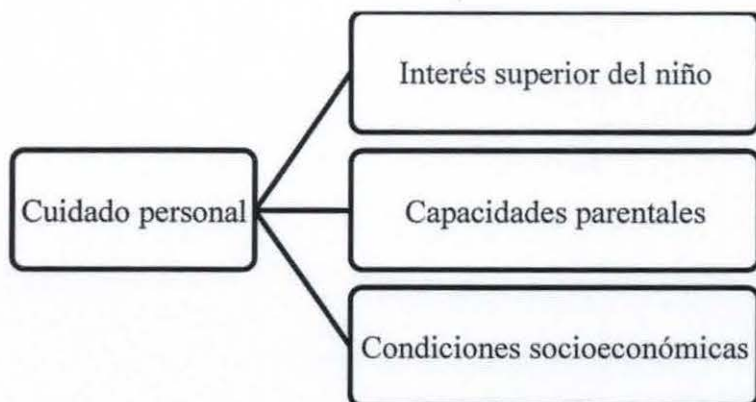 Interés superior del niño
Cuidado personal
Capacidades parentales
Condiciones socioeconómicas